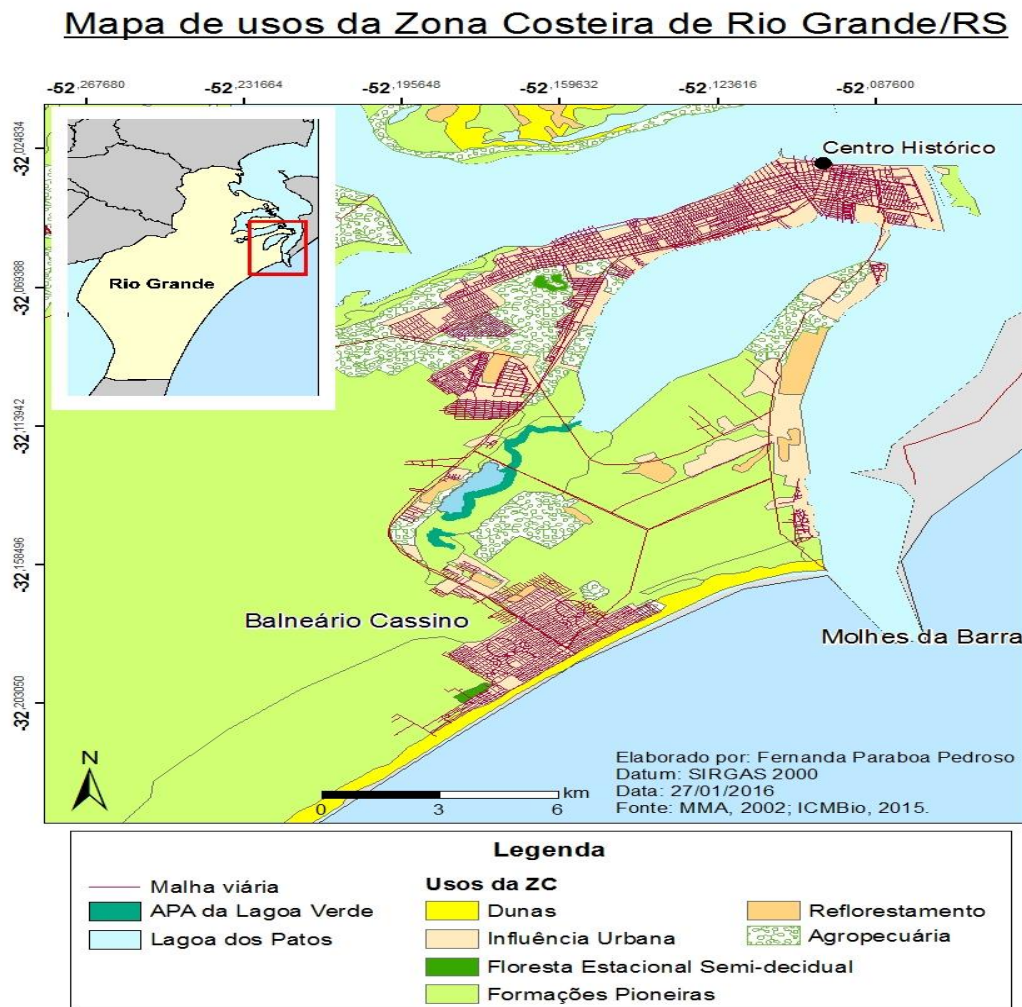 Mapa de usos da Zona Costeira de Rio Grande/RS
-52,267680 -52,231664 -52,195648 -52,159632 -52,123616 -52,087600
-32,024834
-32,069388
-32,113942
-32,158496
-32,203050
Rio Grande
Centro Histórico
Balneário Cassino
Molhes da Barra
N
0 3 6 km
Elaborado por: Fernanda Paraboa Pedroso
Datum: SIRGAS 2000
Data: 27/01/2016
Fonte: MMA, 2002; ICMBio, 2015.
Legenda
Malha viária
APA da Lagoa Verde
Lagoa dos Patos
Usos da ZC
Dunas
Influência Urbana
Floresta Estacional Semi-decidual
Formações Pioneiras
Reflorestamento
Agropecuária